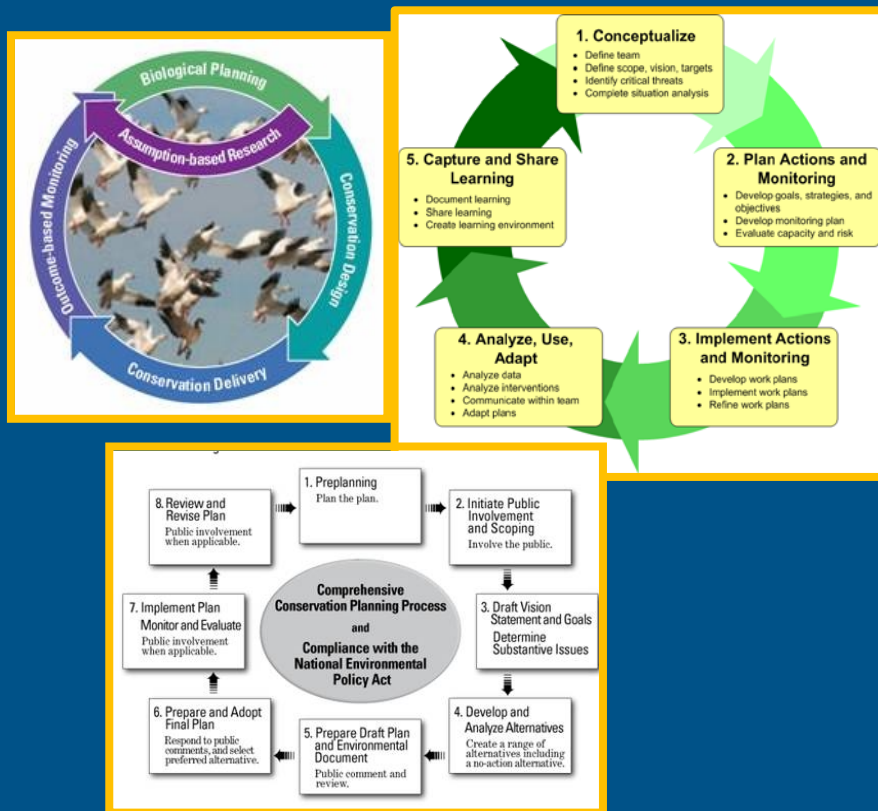 Biological Planning
Assumption-based Research
Conservation Design
Conservation Delivery
Outcome-based Monitoring
1. Conceptualize
• Define team
• Define scope, vision, targets
• Identify critical threats
• Complete situation analysis
2. Plan Actions and
Monitoring
• Develop goals, strategies, and
objectives
• Develop monitoring plan
• Evaluate capacity and risk
3. Implement Actions
and Monitoring
• Develop work plans
• Implement work plans
• Refine work plans
4. Analyze, Use,
Adapt
• Analyze data
• Analyze interventions
• Communicate within team
• Adapt plans
5. Capture and Share
Learning
• Document learning
• Share learning
• Create learning environment
1. Preplanning
Plan the plan.
2. Initiate Public
Involvement
and Scoping
Involve the public.
3. Draft Vision
Statement and Goals
Determine
Substantive Issues
4. Develop and
Analyze Alternatives
Create a range of
alternatives including
a no-action alternative.
5. Prepare Draft Plan
and Environmental
Document
Public comment and
review.
6. Prepare and Adopt
Final Plan
Respond to public
comments, and select
preferred alternative.
7. Implement Plan
Monitor and Evaluate
Public involvement
when applicable.
8. Review and
Revise Plan
Public involvement
when applicable.
Comprehensive
Conservation Planning Process
and
Compliance with the
National Environmental
Policy Act